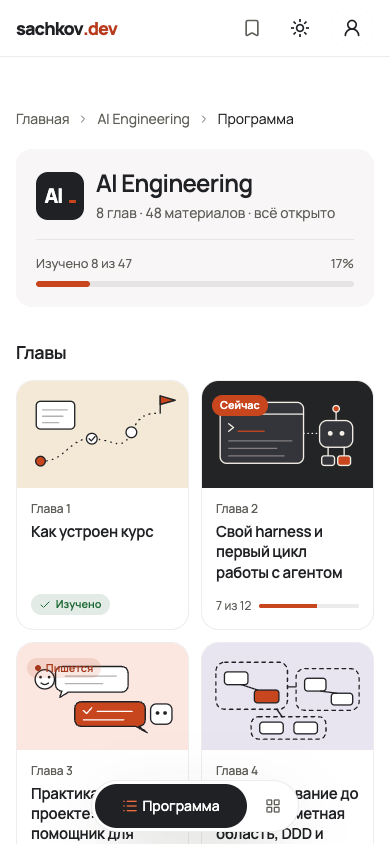 sachkov.dev
Главная > AI Engineering > Программа
AI
AI Engineering
8 глав · 48 материалов · всё открыто
Изучено 8 из 47
17%
Главы
Глава 1
Как устроен курс
Изучено
Сейчас
Глава 2
Свой harness и
первый цикл
работы с агентом
7 из 12
Пишется
Глава 3
Практика
проекте:
помощник для
Глава 4
вание до
метная
область, DDD и
Программа